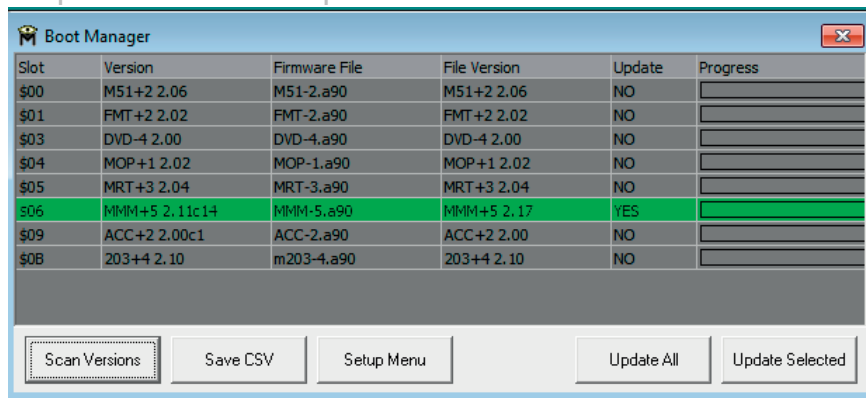 Boot Manager
Slot Version Firmware File File Version Update Progress
$00 M51+2 2.06 M51-2.a90 M51+2 2.06 NO
$01 FMT+2 2.02 FMT-2.a90 FMT+2 2.02 NO
$03 DVD-4 2.00 DVD-4.a90 DVD-4 2.00 NO
$04 MOP+1 2.02 MOP-1.a90 MOP+1 2.02 NO
$05 MRT+3 2.04 MRT-3.a90 MRT+3 2.04 NO
$06 MMM+5 2.11c14 MMM-5.a90 MMM+5 2.17 YES
$09 ACC+2 2.00c1 ACC-2.a90 ACC+2 2.00 NO
$0B 203+4 2.10 m203-4.a90 203+4 2.10 NO
Scan Versions Save CSV Setup Menu Update All Update Selected